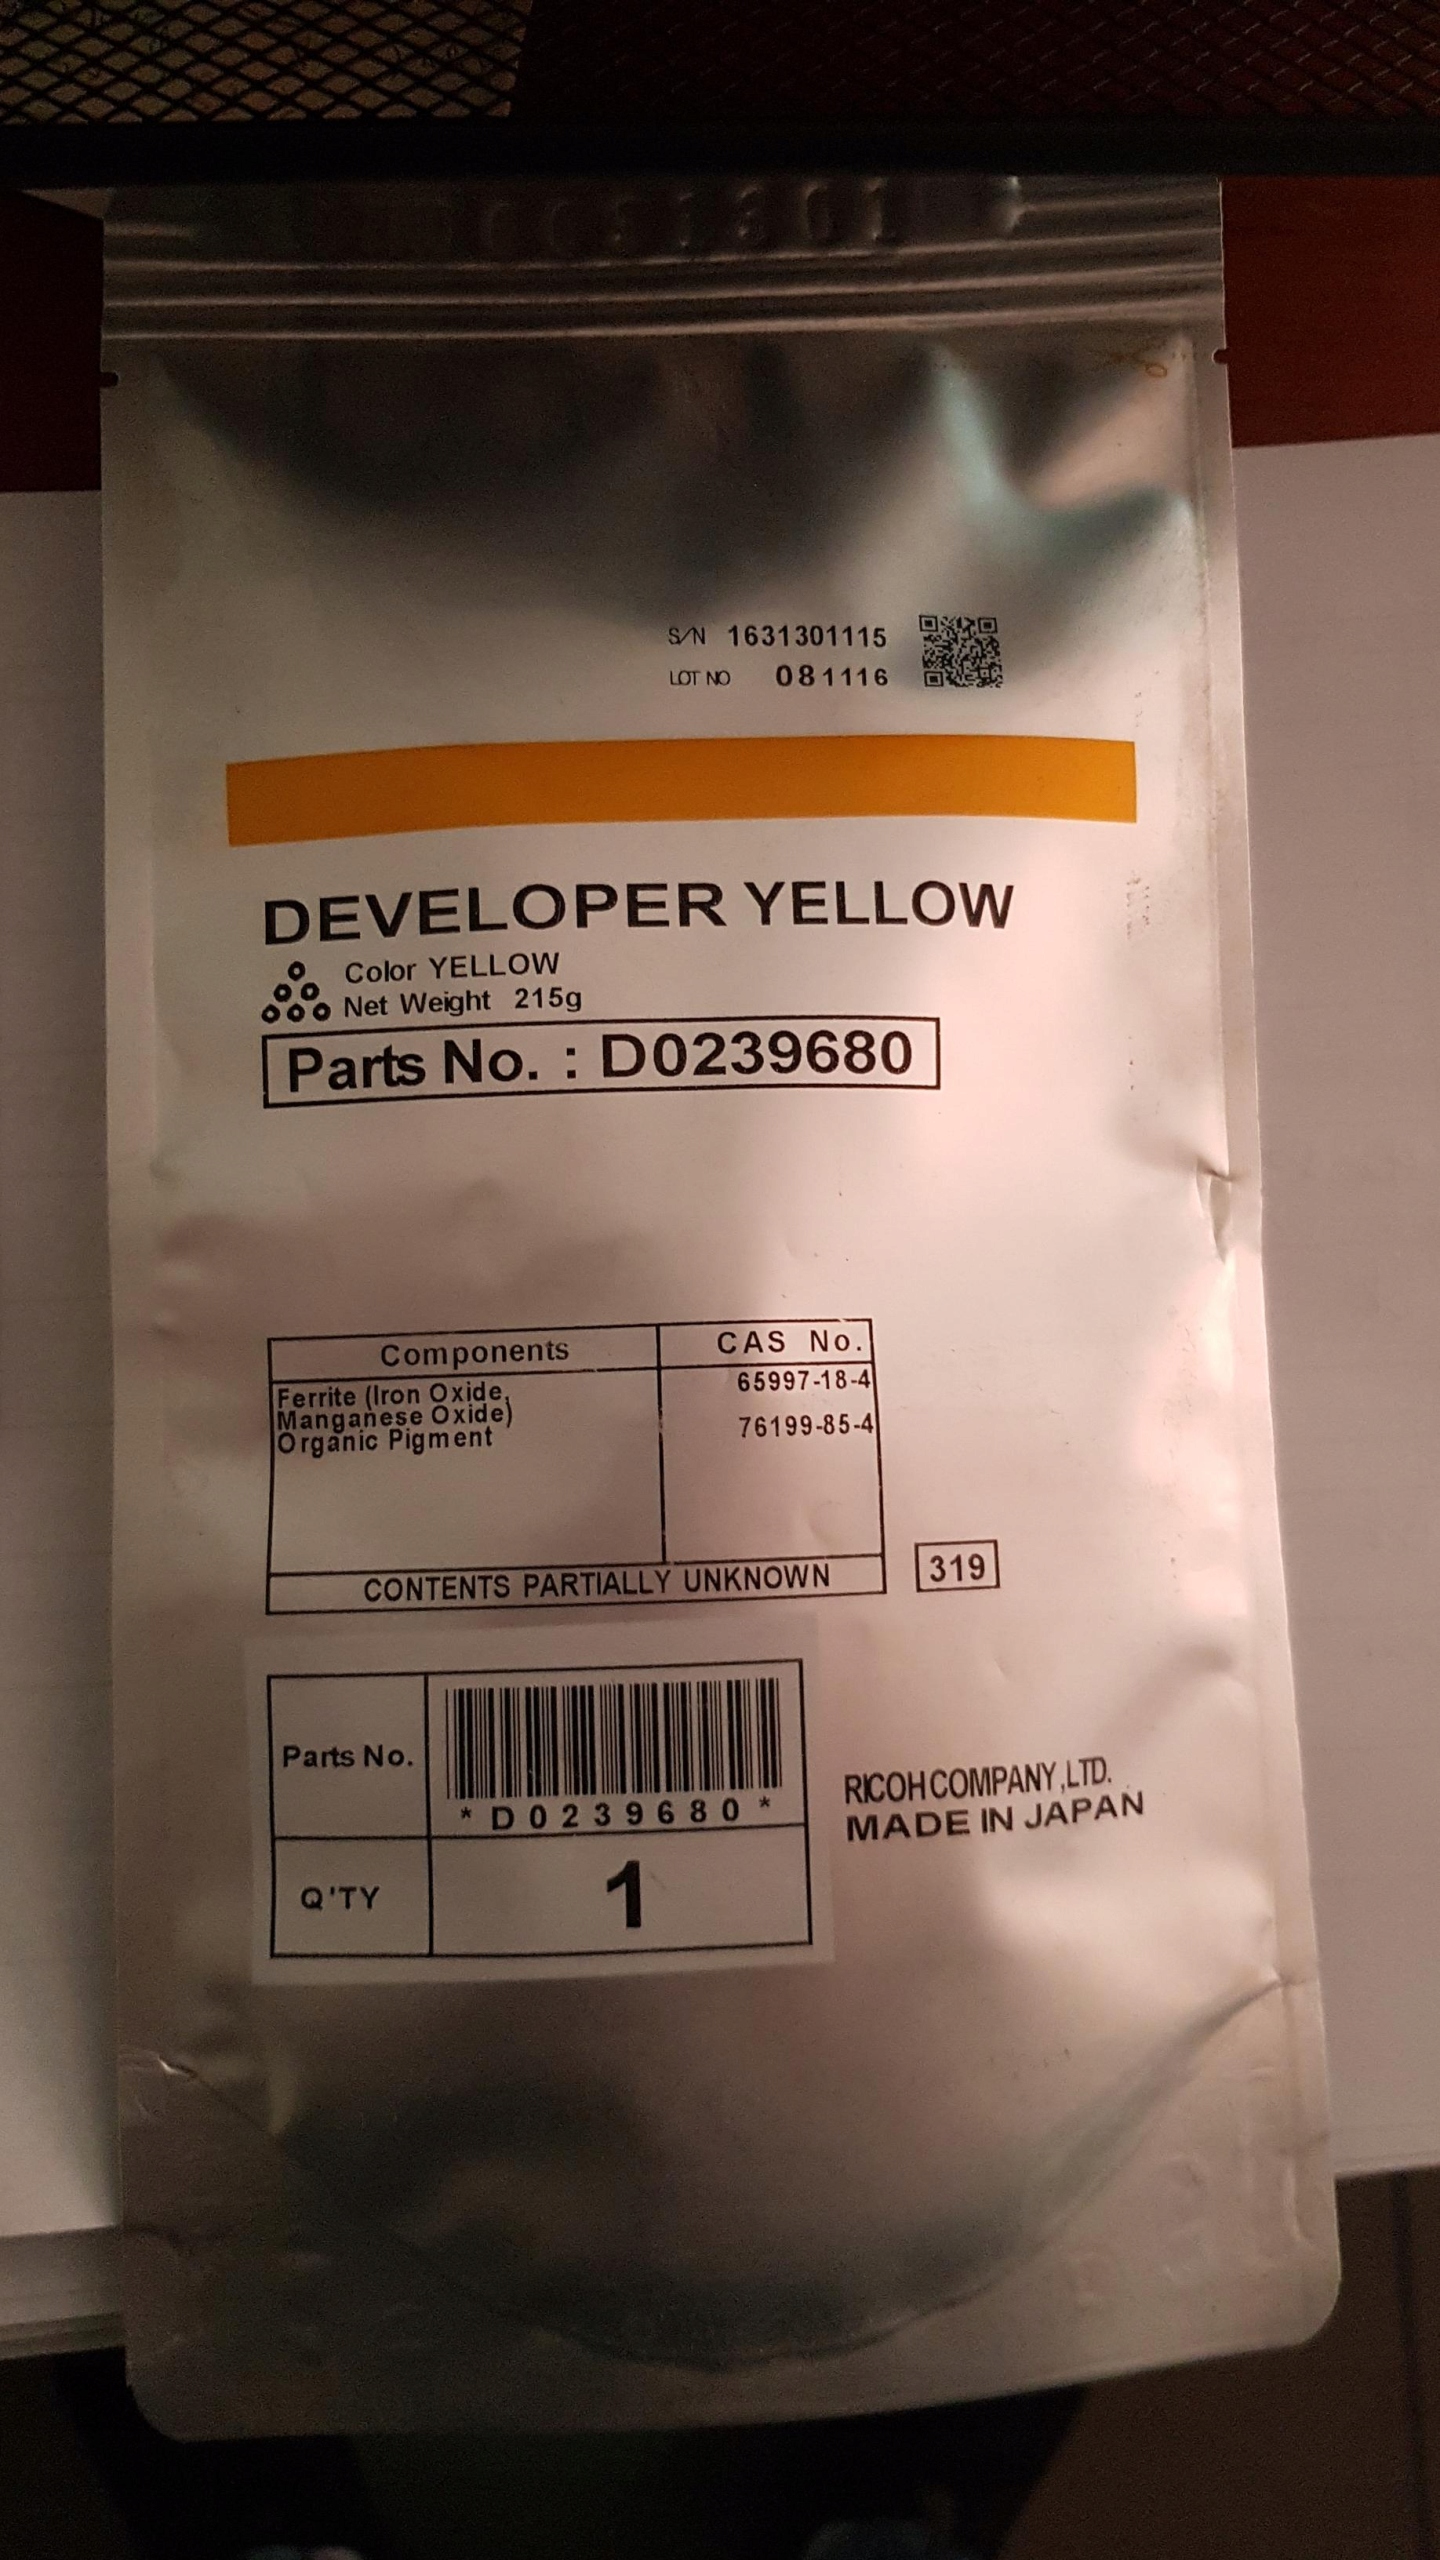 S/N 1631301115
LOT NO 081116
DEVELOPER YELLOW
Color YELLOW
Net Weight 215g
Parts No. : D0239680
Components CAS No.
Ferrite (Iron Oxide, 65997-18-4
Manganese Oxide)
Organic Pigment 76199-85-4
CONTENTS PARTIALLY UNKNOWN
319
Parts No.
*D0239680*
Q'TY 1
RICOH COMPANY,LTD.
MADE IN JAPAN